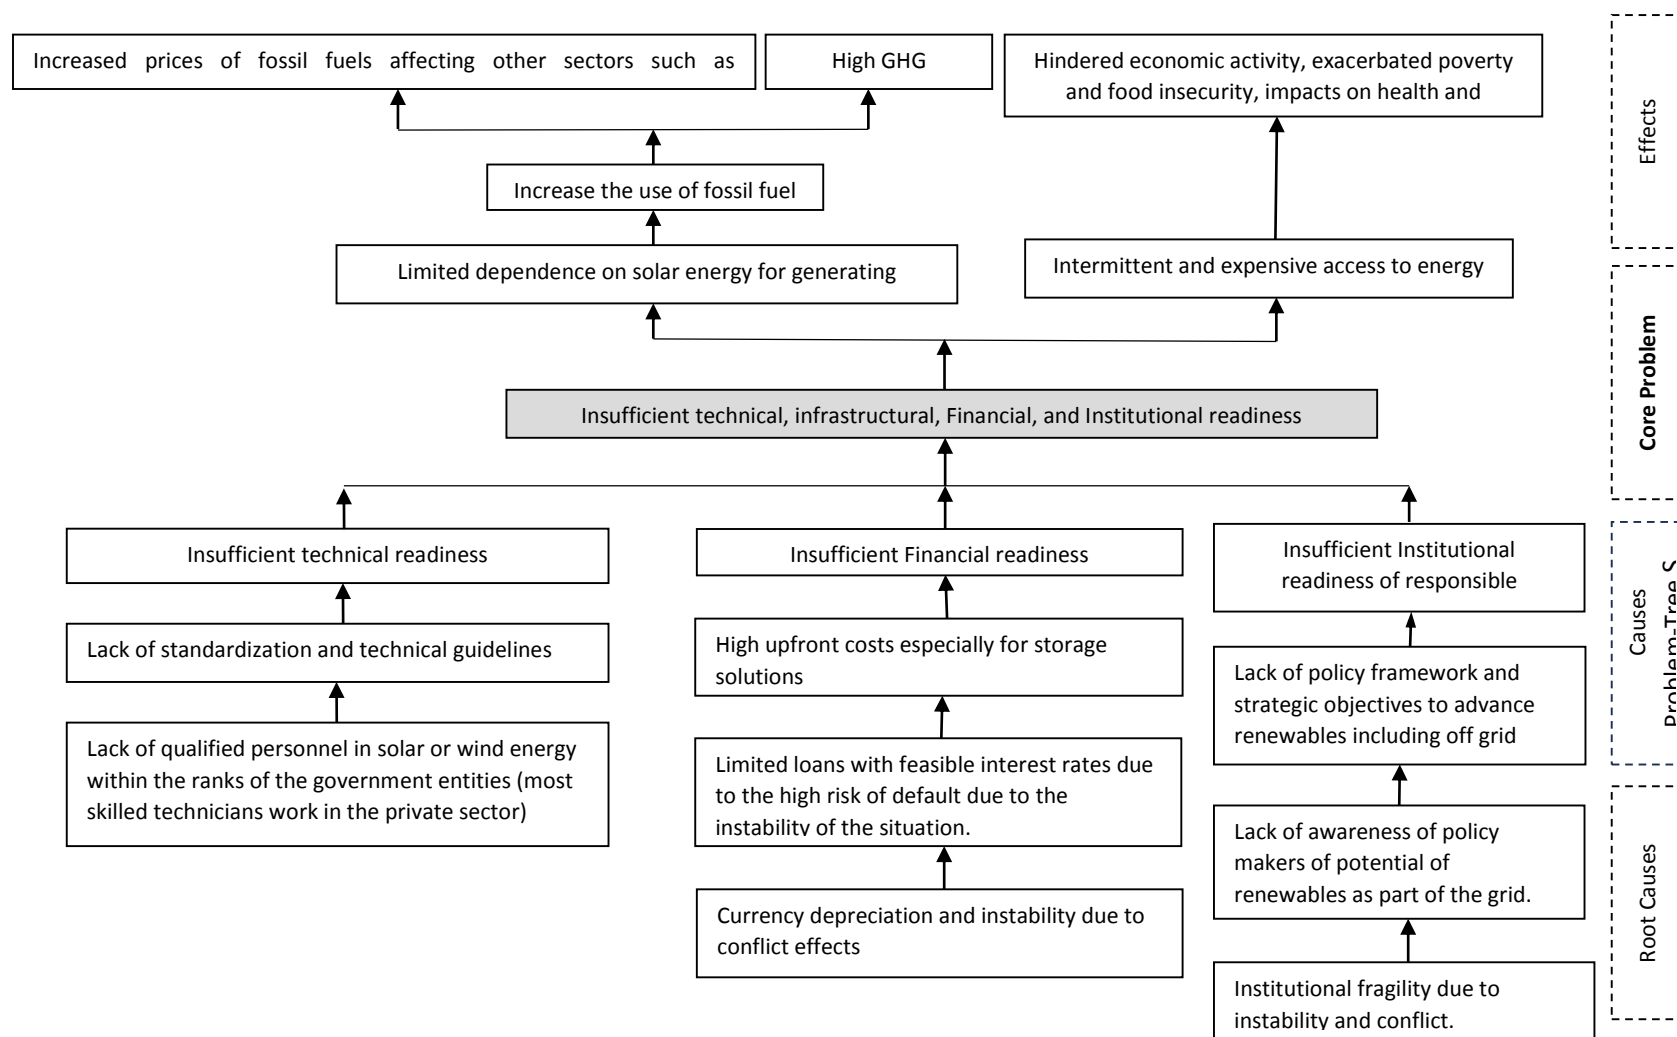 Increased prices of fossil fuels affecting other sectors such as
High GHG
Hindered economic activity, exacerbated poverty
and food insecurity, impacts on health and
Effects
Increase the use of fossil fuel
Limited dependence on solar energy for generating
Intermittent and expensive access to energy
Core Problem
Insufficient technical, infrastructural, Financial, and Institutional readiness
Insufficient technical readiness
Insufficient Financial readiness
Insufficient Institutional
readiness of responsible
Causes
Problem-Tree S
Lack of standardization and technical guidelines
High upfront costs especially for storage
solutions
Lack of policy framework and
strategic objectives to advance
renewables including off grid
Lack of qualified personnel in solar or wind energy
within the ranks of the government entities (most
skilled technicians work in the private sector)
Limited loans with feasible interest rates due
to the high risk of default due to the
instability of the situation.
Lack of awareness of policy
makers of potential of
renewables as part of the grid.
Root Causes
Currency depreciation and instability due to
conflict effects
Institutional fragility due to
instability and conflict.